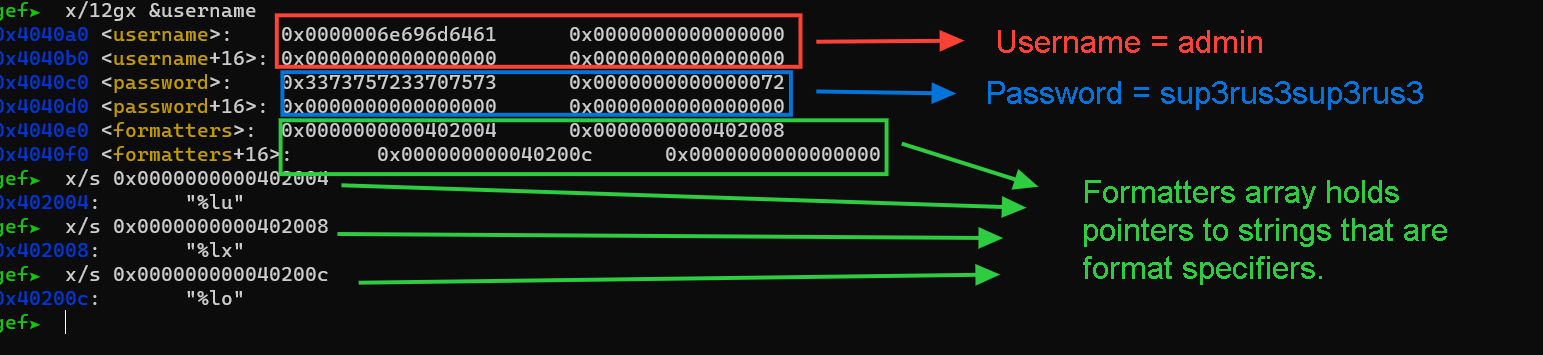 gef➤ x/12gx &username
0x4040a0 <username>: 0x0000006e696d6461 0x0000000000000000
Username = admin
0x4040b0 <username+16>: 0x0000000000000000 0x0000000000000000
0x4040c0 <password>: 0x3373757233707573 0x0000000000000072
Password = sup3rus3sup3rus3
0x4040d0 <password+16>: 0x0000000000000000 0x0000000000000000
0x4040e0 <formatters>: 0x0000000000402004 0x0000000000402008
0x4040f0 <formatters+16>: 0x000000000040200c 0x0000000000000000
gef➤ x/s 0x0000000000402004
0x402004: "%lu"
gef➤ x/s 0x0000000000402008
0x402008: "%lx"
gef➤ x/s 0x000000000040200c
0x40200c: "%lo"
gef➤
Formatters array holds
pointers to strings that are
format specifiers.